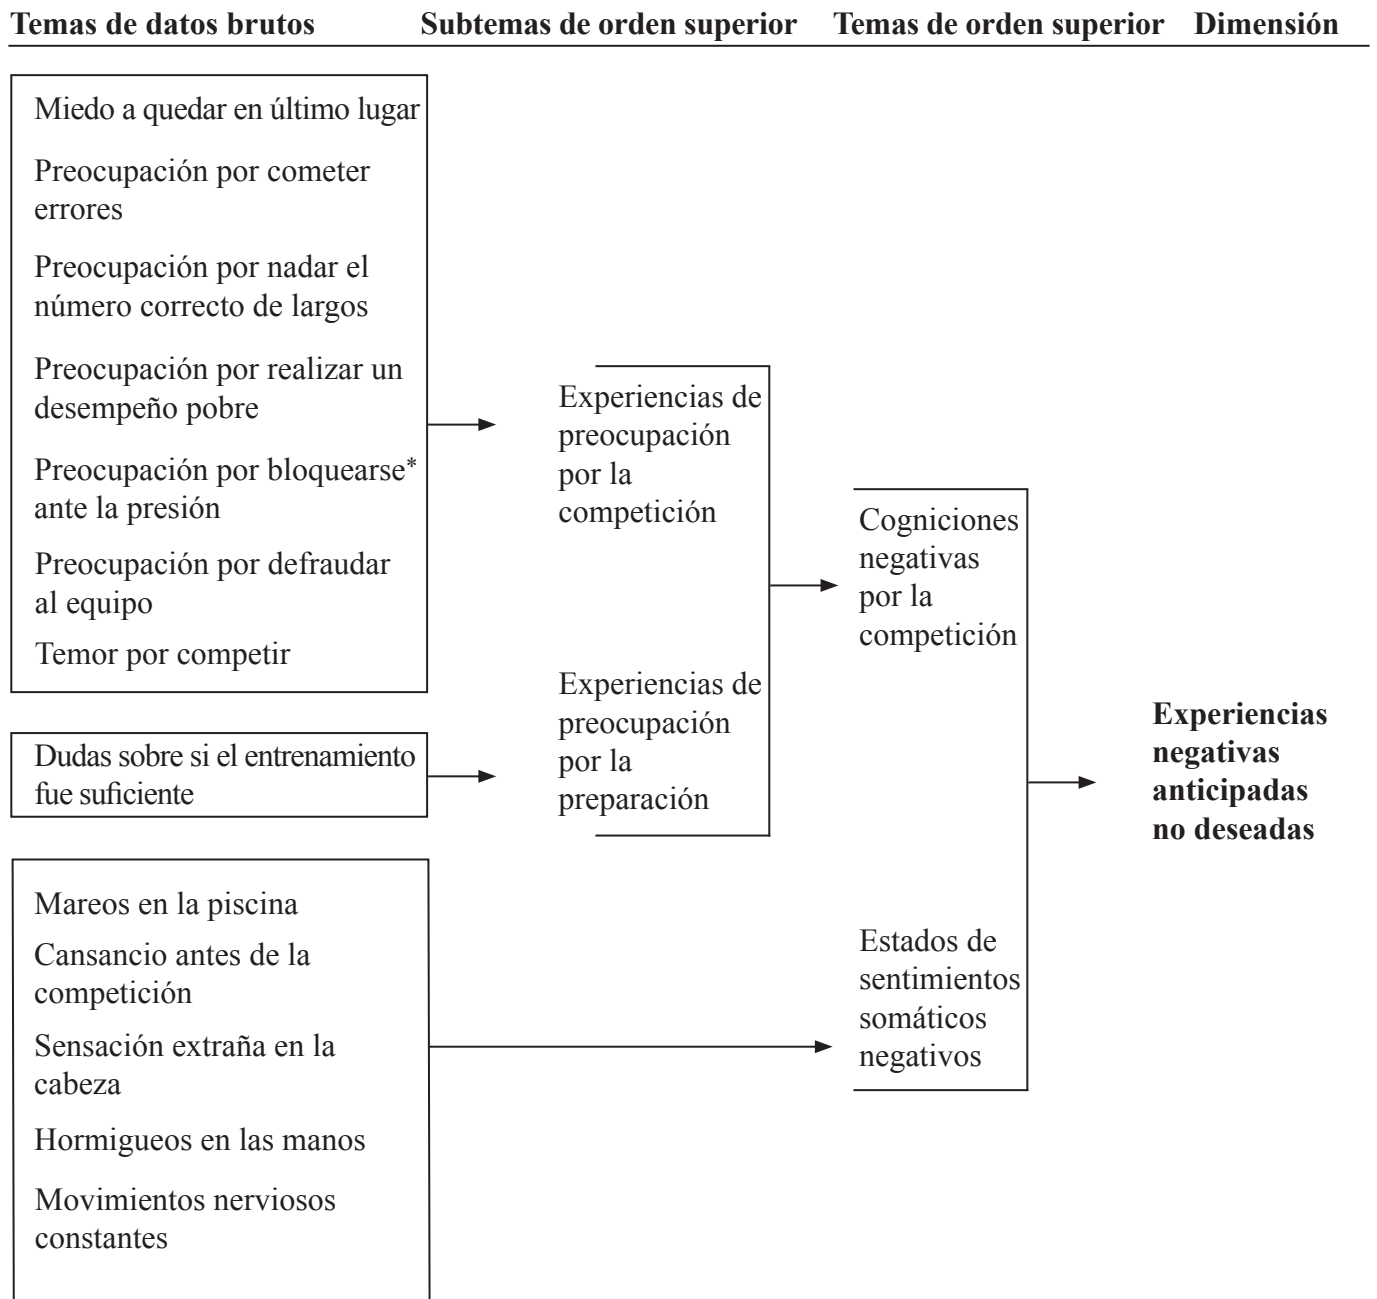 Temas de datos brutos
Subtemas de orden superior
Temas de orden superior
Dimensión
Miedo a quedar en último lugar
Preocupación por cometer
errores
Preocupación por nadar el
número correcto de largos
Preocupación por realizar un
desempeño pobre
Preocupación por bloquearse*
ante la presión
Preocupación por defraudar
al equipo
Temor por competir
Dudas sobre si el entrenamiento
fue suficiente
Mareos en la piscina
Cansancio antes de la
competición
Sensación extraña en la
cabeza
Hormigueos en las manos
Movimientos nerviosos
constantes
Experiencias de
preocupación
por la
competición
Experiencias de
preocupación
por la
preparación
Cogniciones
negativas
por la
competición
Estados de
sentimientos
somáticos
negativos
Experiencias
negativas
anticipadas
no deseadas